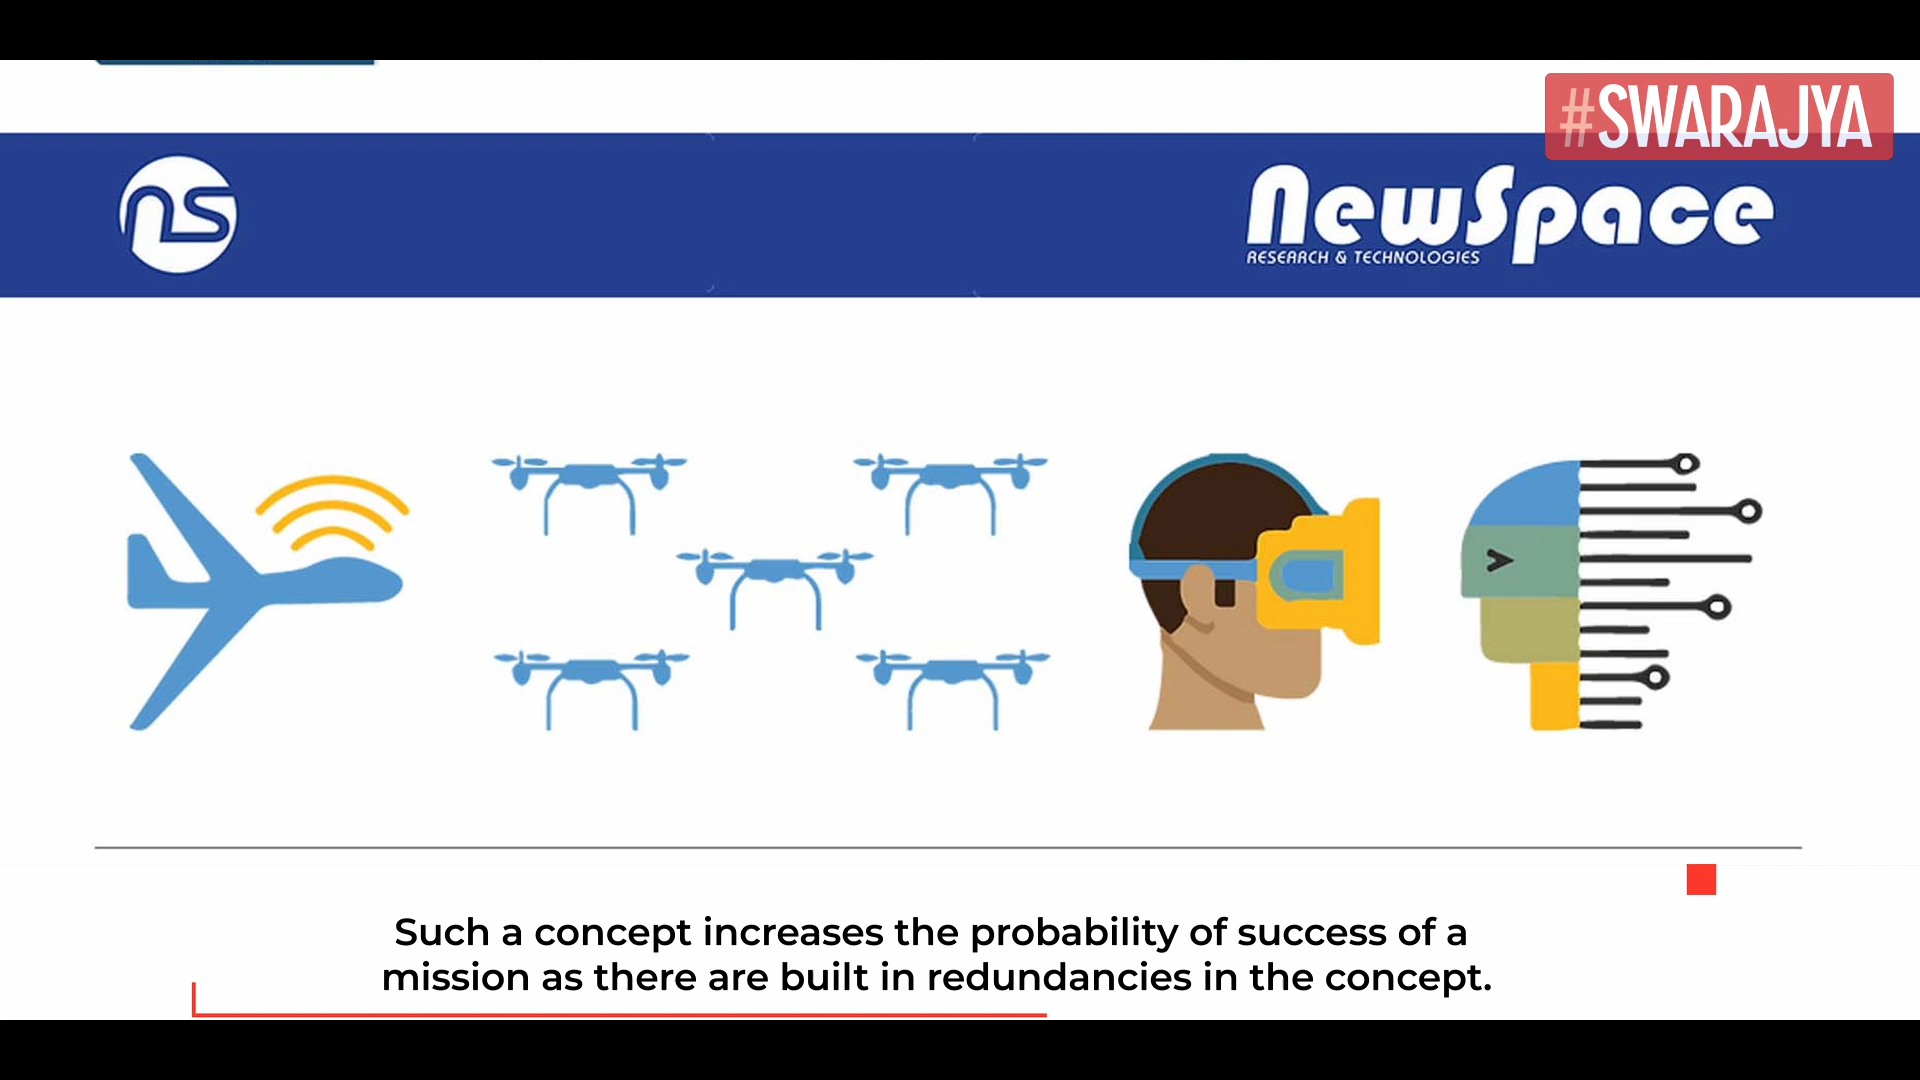 #SWARAJYA
ns
NewSpace
RESEARCH & TECHNOLOGIES
Such a concept increases the probability of success of a
mission as there are built in redundancies in the concept.